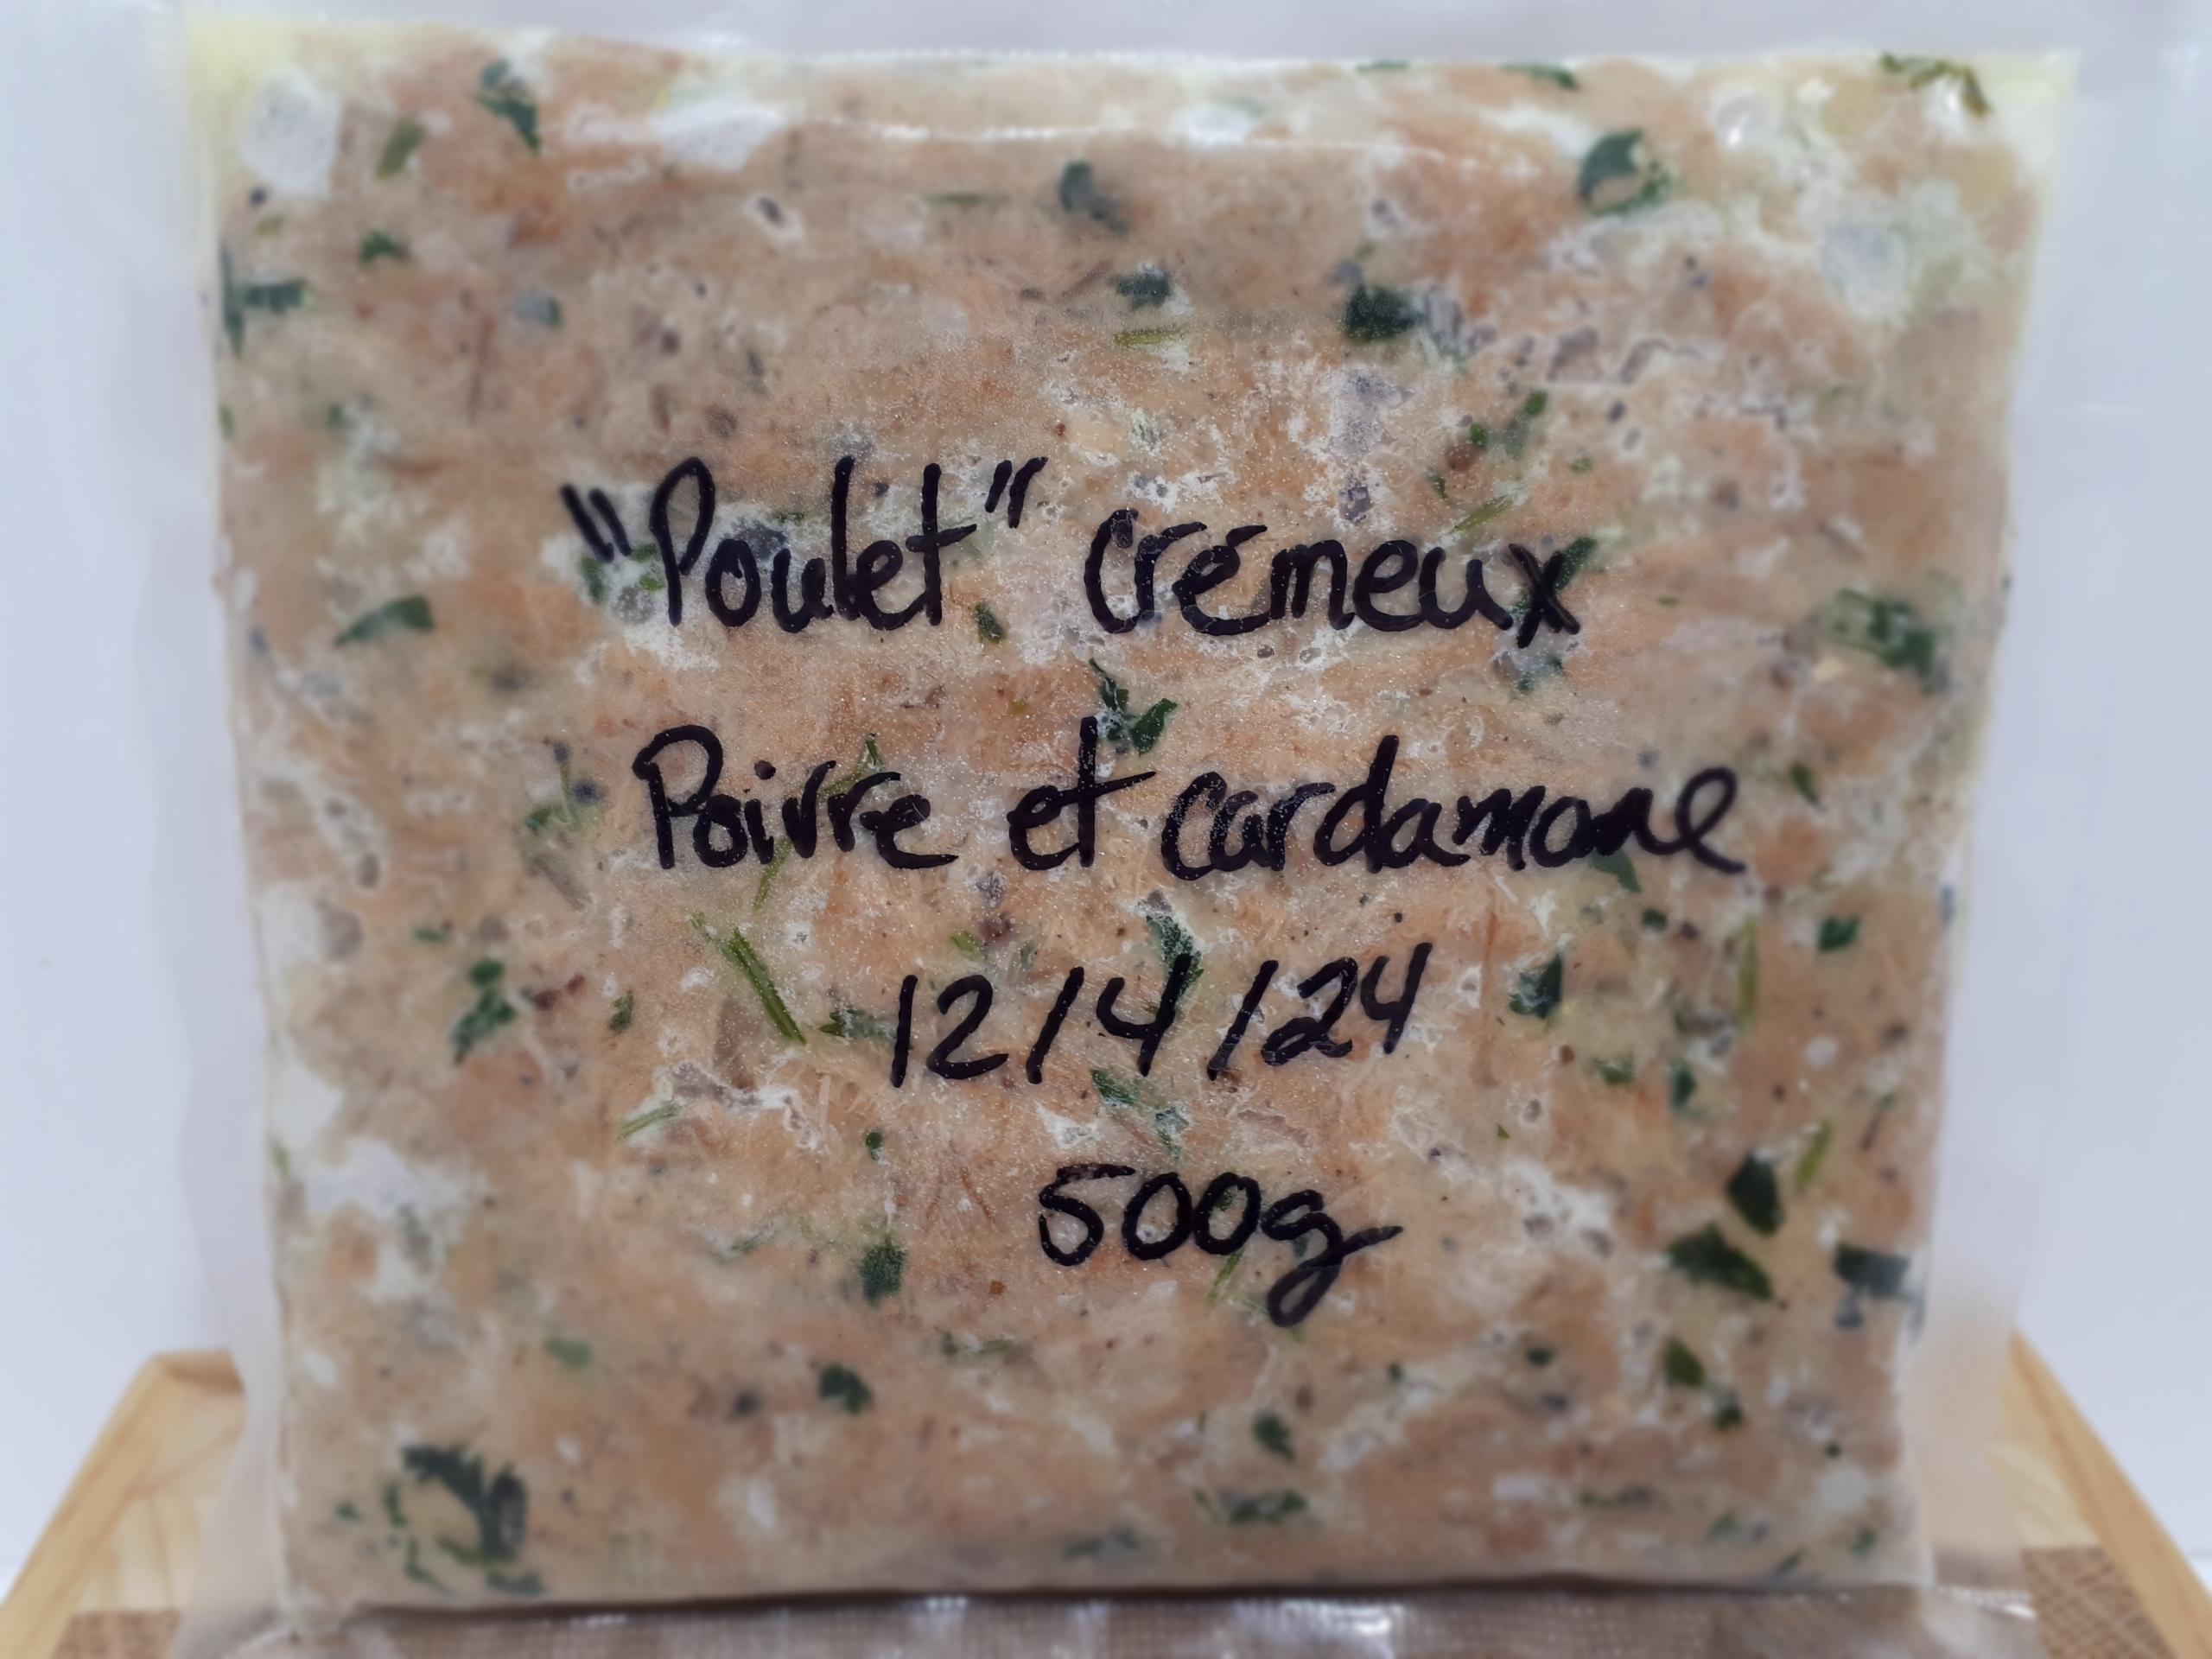 "Poulet" crémeux
Poivre et cardamome
12/4/24
500g